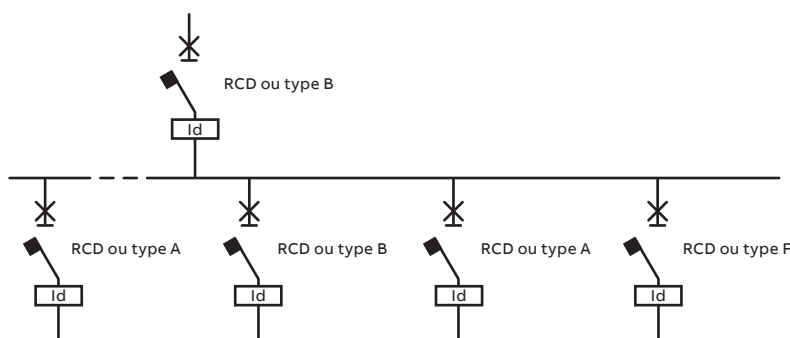 RCD ou type B
Id
RCD ou type A
RCD ou type B
RCD ou type A
RCD ou type F
Id
Id
Id
Id